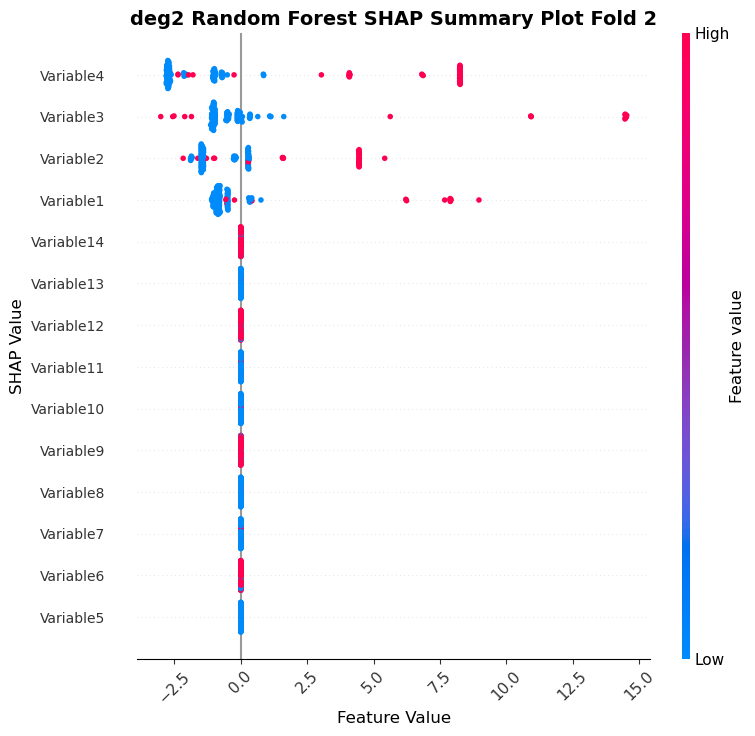 deg2 Random Forest SHAP Summary Plot Fold 2
High
Variable4
Variable3
Variable2
Variable1
Variable14
Variable13
Variable12
Variable11
Variable10
Variable9
Variable8
Variable7
Variable6
Variable5
SHAP Value
Feature value
Low
−2.5
0.0
2.5
5.0
7.5
10.0
12.5
15.0
Feature Value